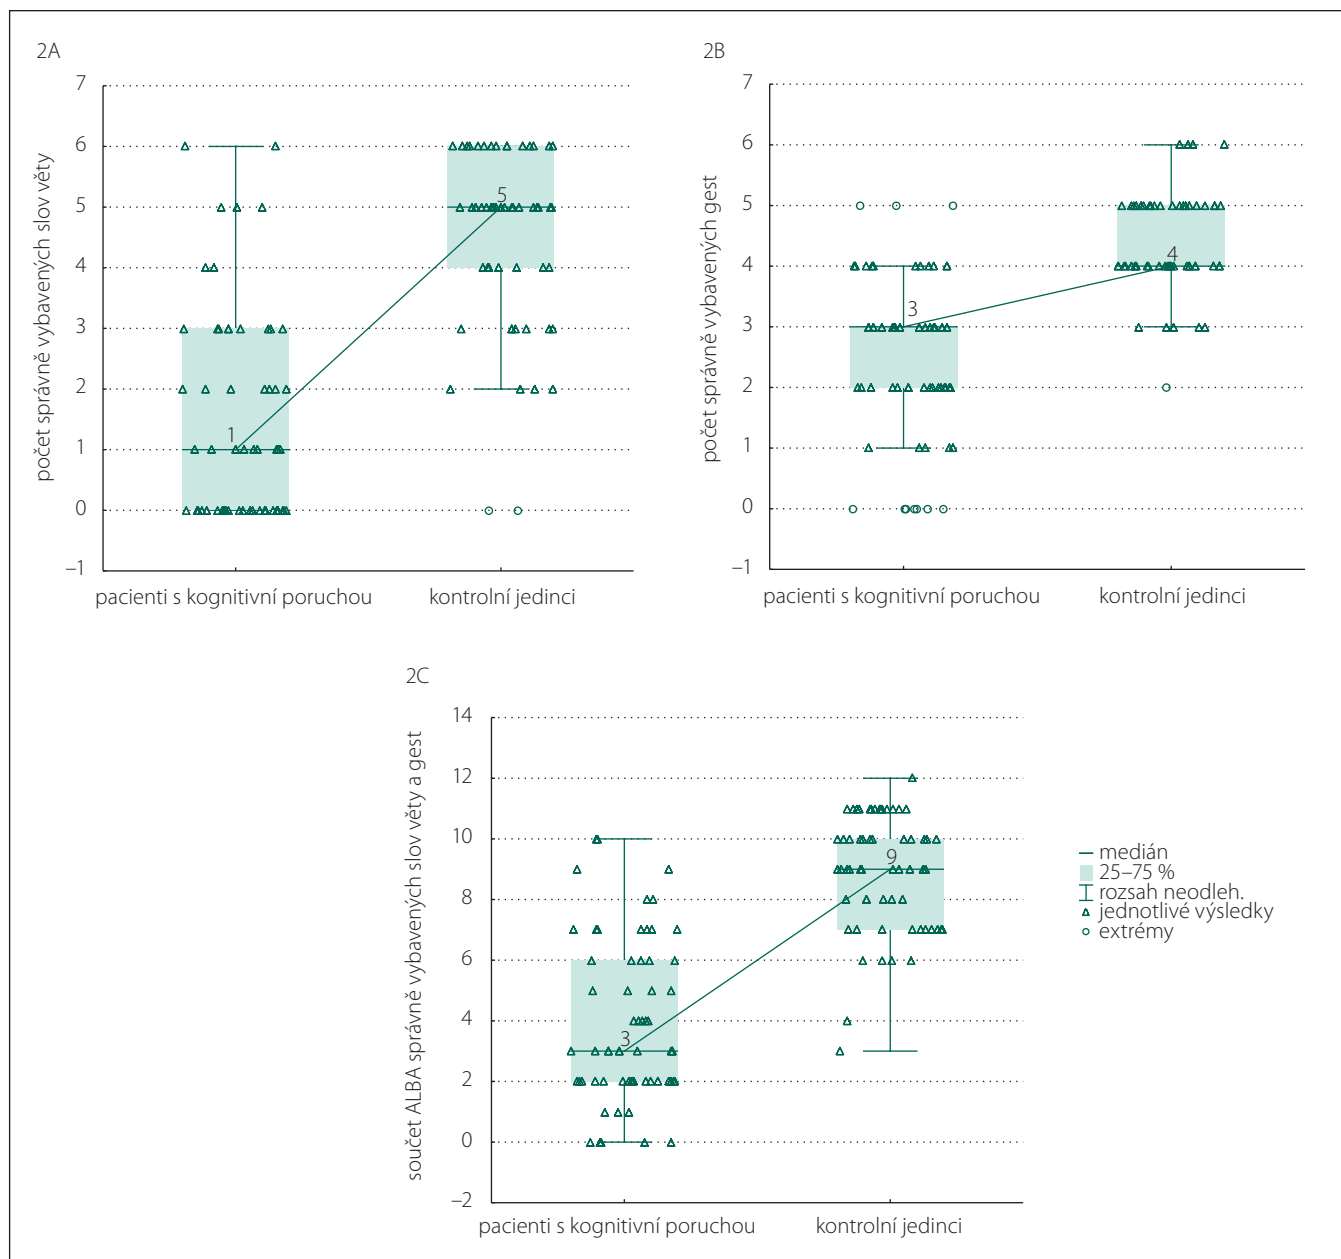 2A
počet správně vybavených slov věty
7
6
5
4
3
2
1
0
–1
1
5
pacienti s kognitivní poruchou
kontrolní jedinci
2B
počet správně vybavených gest
7
6
5
4
3
2
1
0
–1
3
4
pacienti s kognitivní poruchou
kontrolní jedinci
2C
součet ALBA správně vybavených slov věty a gest
14
12
10
8
6
4
2
0
–2
3
9
pacienti s kognitivní poruchou
kontrolní jedinci
medián
25–75 %
rozsah neodleh.
jednotlivé výsledky
extrémy